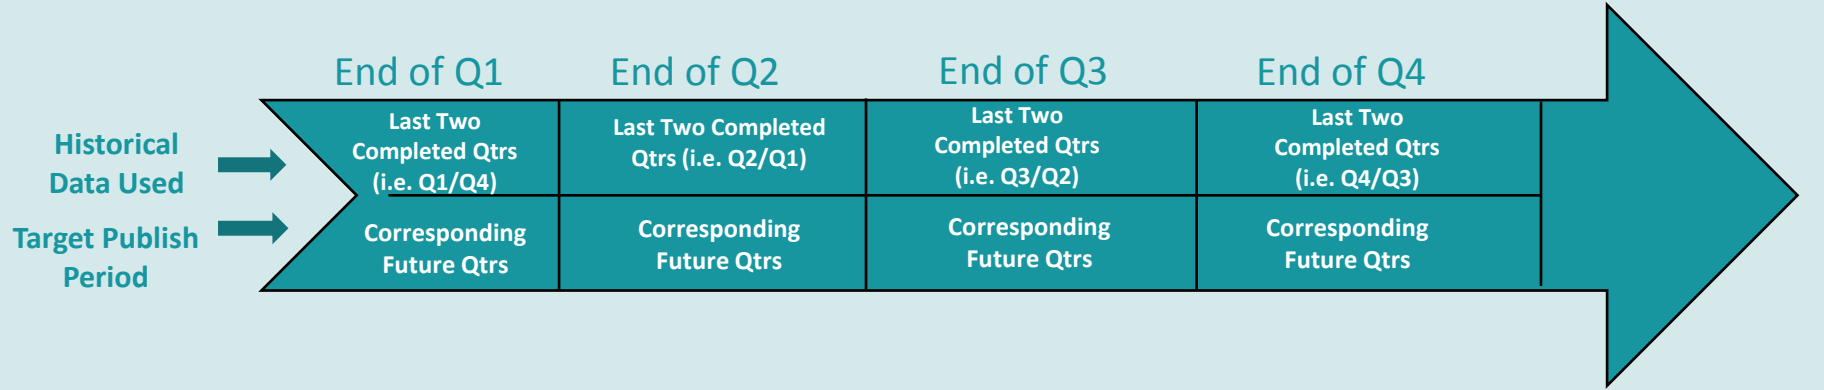 End of Q1
End of Q2
End of Q3
End of Q4
Historical
Data Used
Last Two
Completed Qtrs
(i.e. Q1/Q4)
Last Two Completed
Qtrs (i.e. Q2/Q1)
Last Two
Completed Qtrs
(i.e. Q3/Q2)
Last Two
Completed Qtrs
(i.e. Q4/Q3)
Target Publish
Period
Corresponding
Future Qtrs
Corresponding
Future Qtrs
Corresponding
Future Qtrs
Corresponding
Future Qtrs